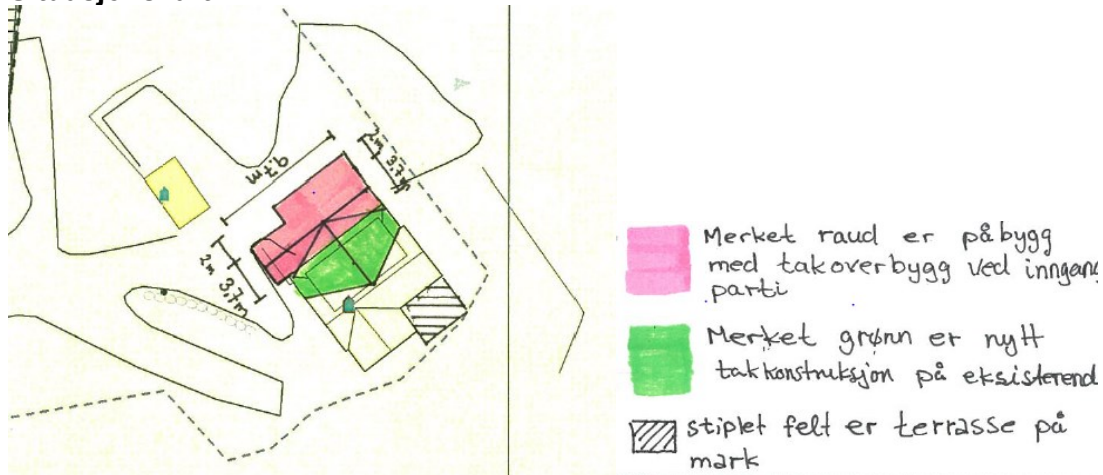 9,7m
2m 3,7m
2m
3,7m
Merket raud er påbygg
med takoverbygg ved inngang
parti
Merket grønn er nytt
takkonstruksjon på eksisterend
stiplet felt er terrasse på
mark